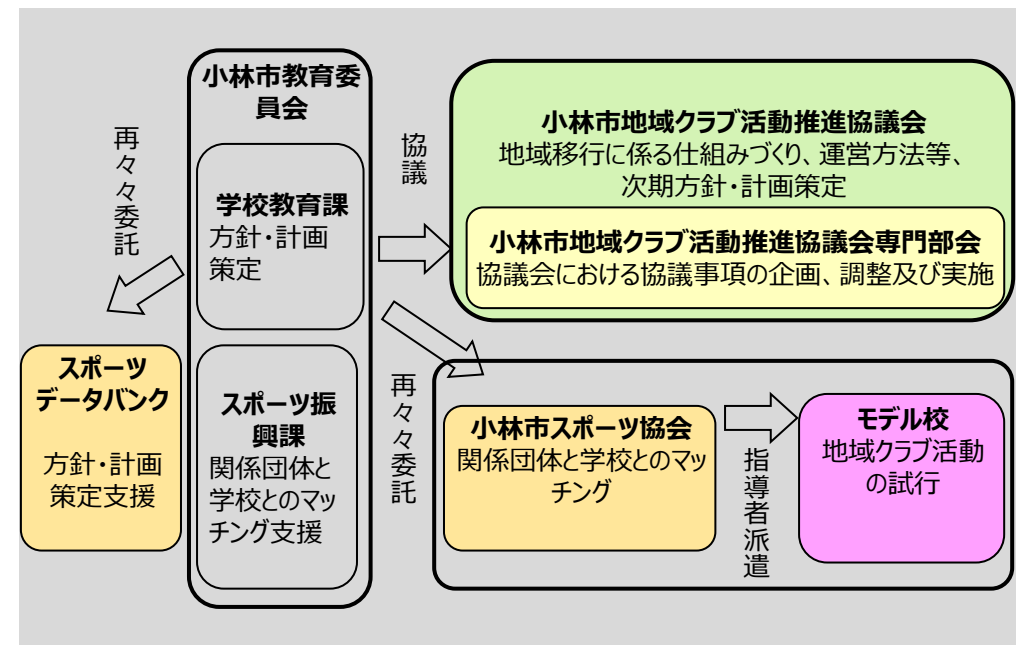 小林市教育委
員会
学校教育課
方針・計画
策定
スポーツ振
興課
関係団体と
学校とのマッ
チング支援
再々委託
スポーツ
データバンク
方針・計画
策定支援
協議
小林市地域クラブ活動推進協議会
地域移行に係る仕組みづくり、運営方法等、
次期方針・計画策定
小林市地域クラブ活動推進協議会専門部会
協議会における協議事項の企画、調整及び実施
再々委託
小林市スポーツ協会
関係団体と学校とのマッ
チング
指導者派遣
モデル校
地域クラブ活動
の試行